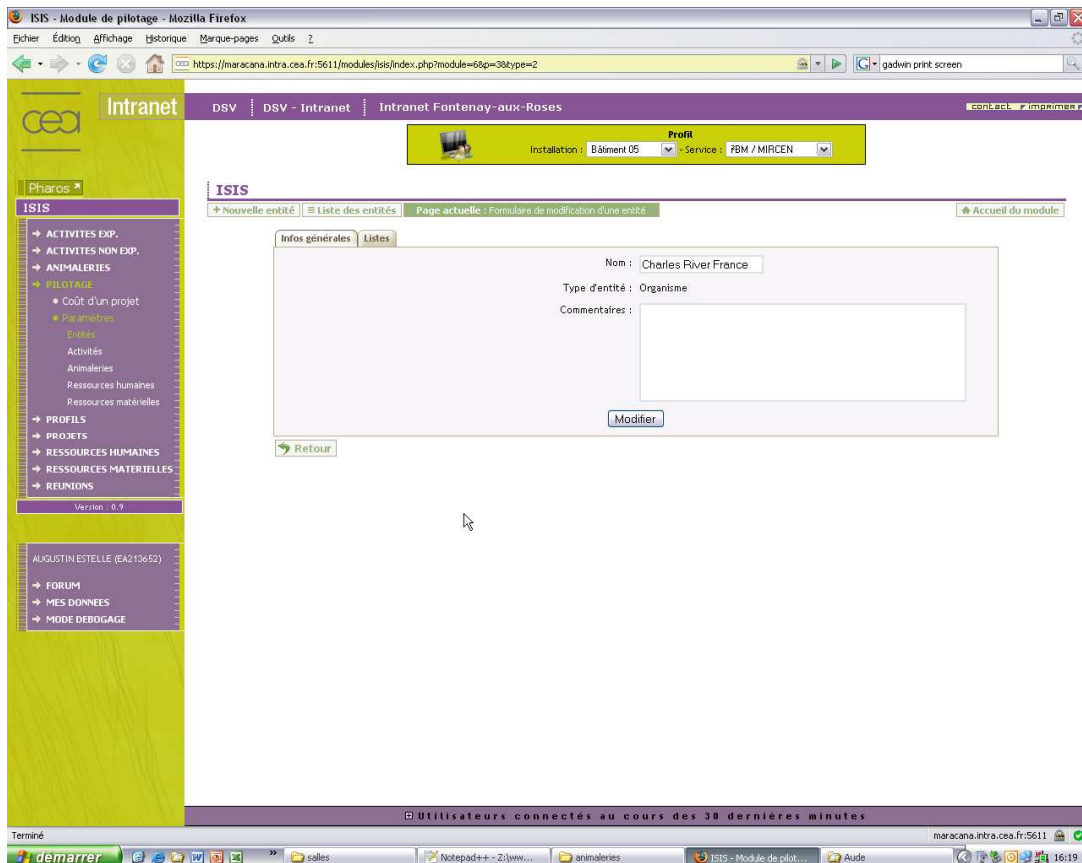 ISIS - Module de pilotage - Mozilla Firefox
Fichier Édition Affichage Historique Marque-pages Outils ?
https://maracana.intra.cea.fr:5611/modules/isis/index.php?module=6&p=3&type=2
gadwin print screen
cea
Intranet
DSV DSV - Intranet Intranet Fontenay-aux-Roses
contact imprimer
Profil
Installation : Bâtiment 05 - Service : / MIRCEN
Pharos
ISIS
ISIS
+ Nouvelle entité Liste des entités Page actuelle : Formulaire de modification d'une entité Accueil du module
ACTIVITES EXP.
ACTIVITES NON EXP.
ANIMALERIES
PILOTAGE
Coût d'un projet
Paramètres
Entités
Activités
Animaleries
Ressources humaines
Ressources matérielles
PROFILS
PROJETS
RESSOURCES HUMAINES
RESSOURCES MATERIELLES
REUNIONS
Version : 0.9
Infos générales Listes
Nom : Charles River France
Type d'entité : Organisme
Commentaires :
Modifier
Retour
AUGUSTIN ESTELLE (EA213652)
FORUM
MES DONNEES
MODE DEBOGAGE
Utilisateurs connectés au cours des 30 dernières minutes
Terminé
maracana.intra.cea.fr:5611
démarrer
» salles
Notepad++ - Z:\ww...
animaleries
ISIS - Module de pilot...
Aude
16:19